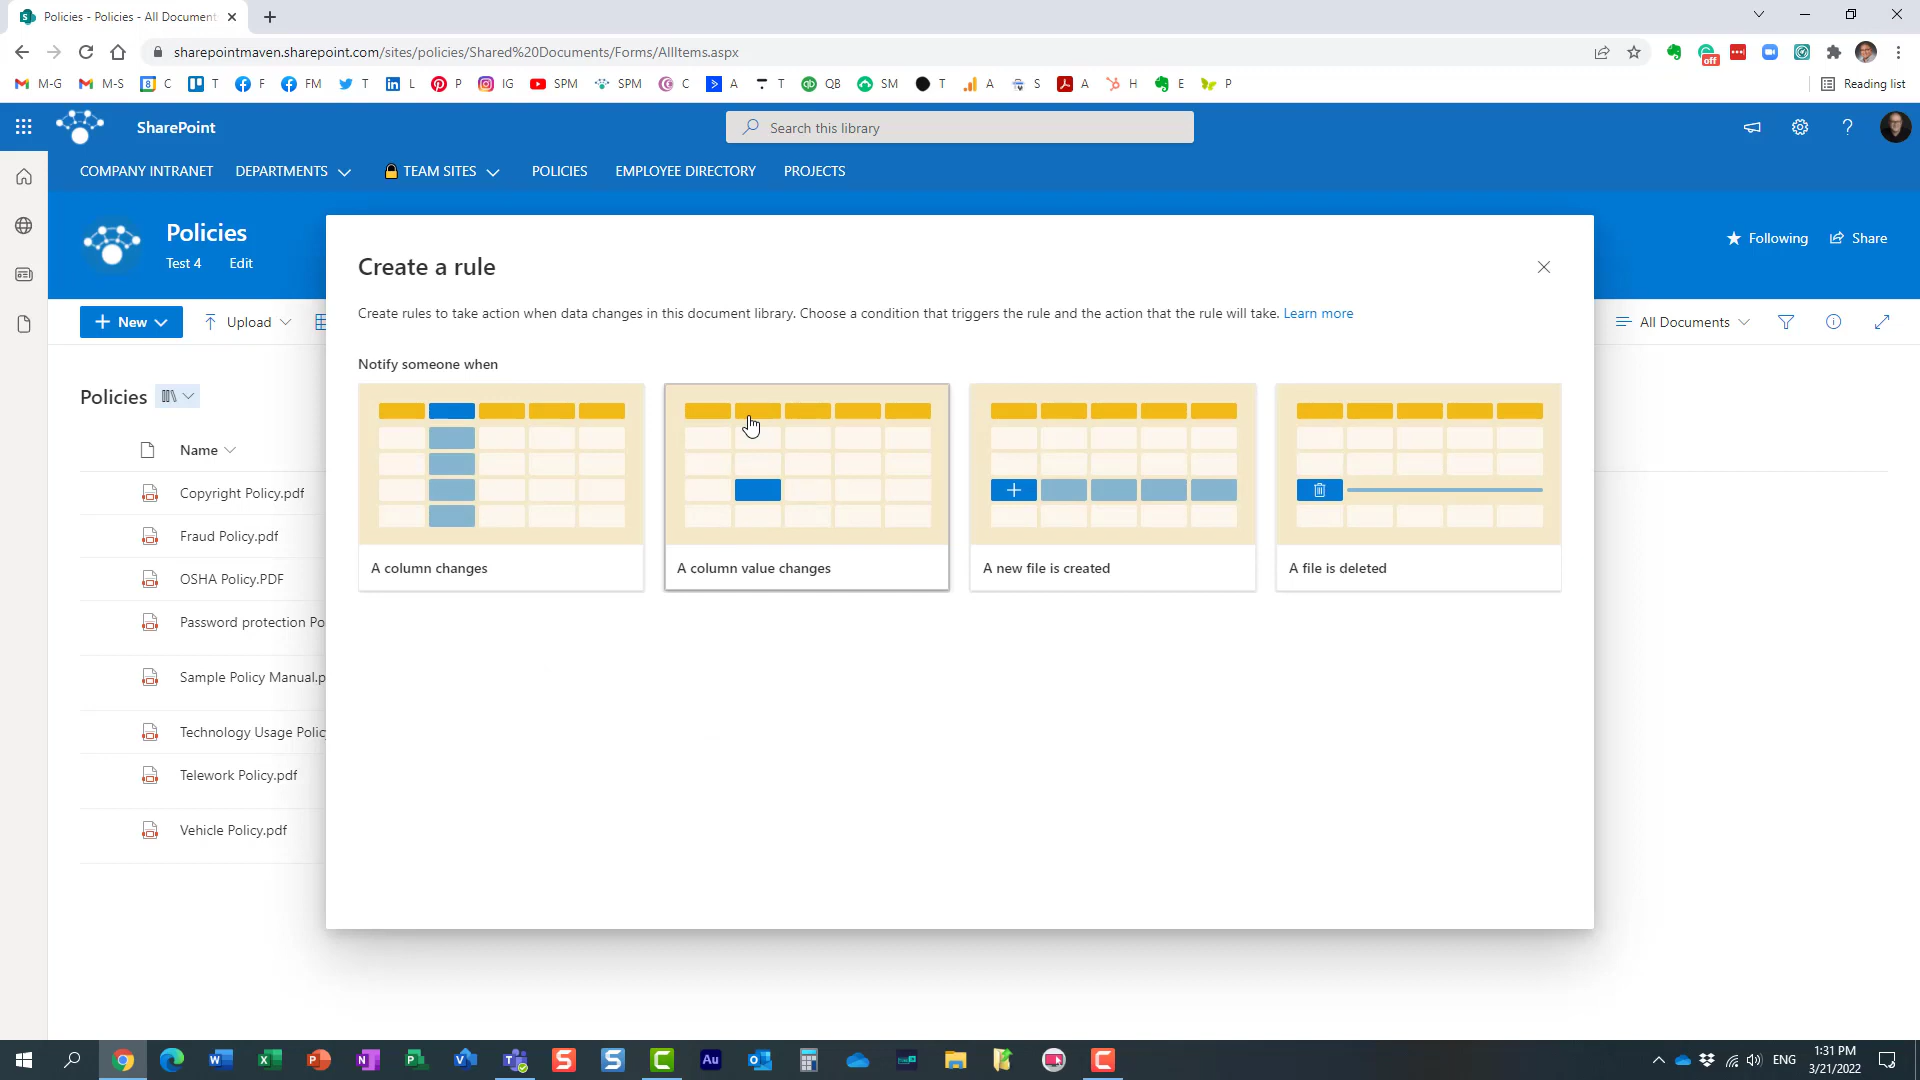 Policies - Policies - All Document
sharepointmaven.sharepoint.com/sites/policies/Shared%20Documents/Forms/AllItems.aspx
off
M-G M-S C T F FM T L P IG SPM SPM C A T QB SM T A S A H E P Reading list
SharePoint
Search this library
COMPANY INTRANET DEPARTMENTS TEAM SITES POLICIES EMPLOYEE DIRECTORY PROJECTS
Policies
Test 4 Edit
Following Share
New Upload
All Documents
Create a rule
Create rules to take action when data changes in this document library. Choose a condition that triggers the rule and the action that the rule will take. Learn more
Notify someone when
A column changes
A column value changes
A new file is created
A file is deleted
Policies
Name
Copyright Policy.pdf
Fraud Policy.pdf
OSHA Policy.PDF
Password protection Po
Sample Policy Manual.p
Technology Usage Polic
Telework Policy.pdf
Vehicle Policy.pdf
ENG
1:31 PM
3/21/2022